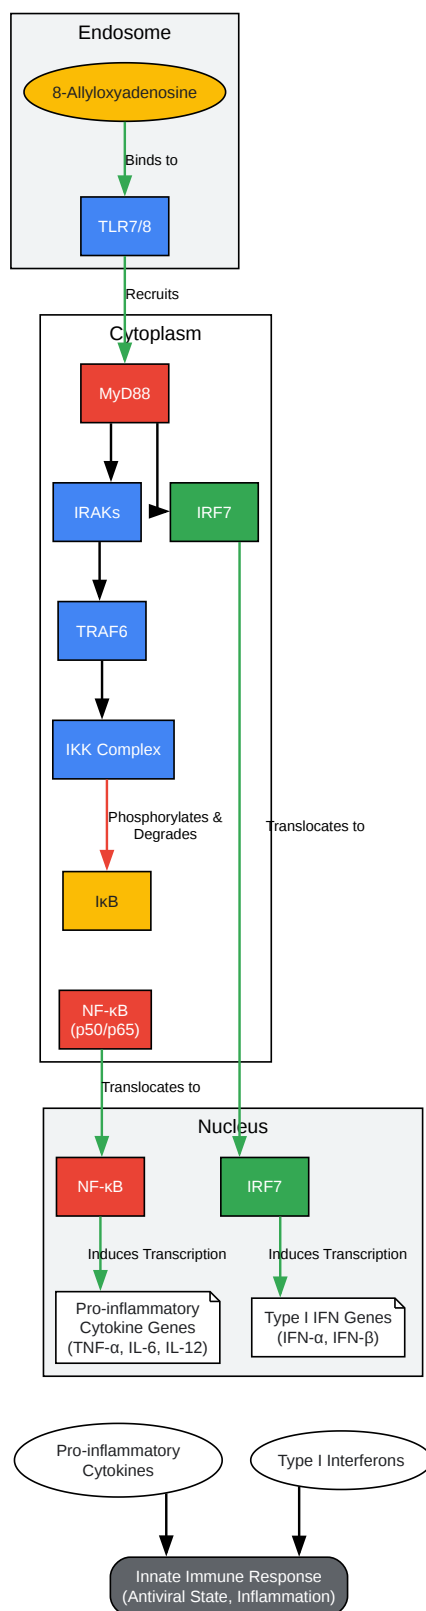 Endosome
8-Allyloxyadenosine
Binds to
TLR7/8
Recruits
Cytoplasm
MyD88
IRAKs
IRF7
TRAF6
IKK Complex
Phosphorylates &
Degrades
Translocates to
IκB
NF-κB
(p50/p65)
Translocates to
Nucleus
NF-κB
IRF7
Induces Transcription
Induces Transcription
Pro-inflammatory
Cytokine Genes
(TNF-α, IL-6, IL-12)
Type I IFN Genes
(IFN-α, IFN-β)
Pro-inflammatory
Cytokines
Type I Interferons
Innate Immune Response
(Antiviral State, Inflammation)